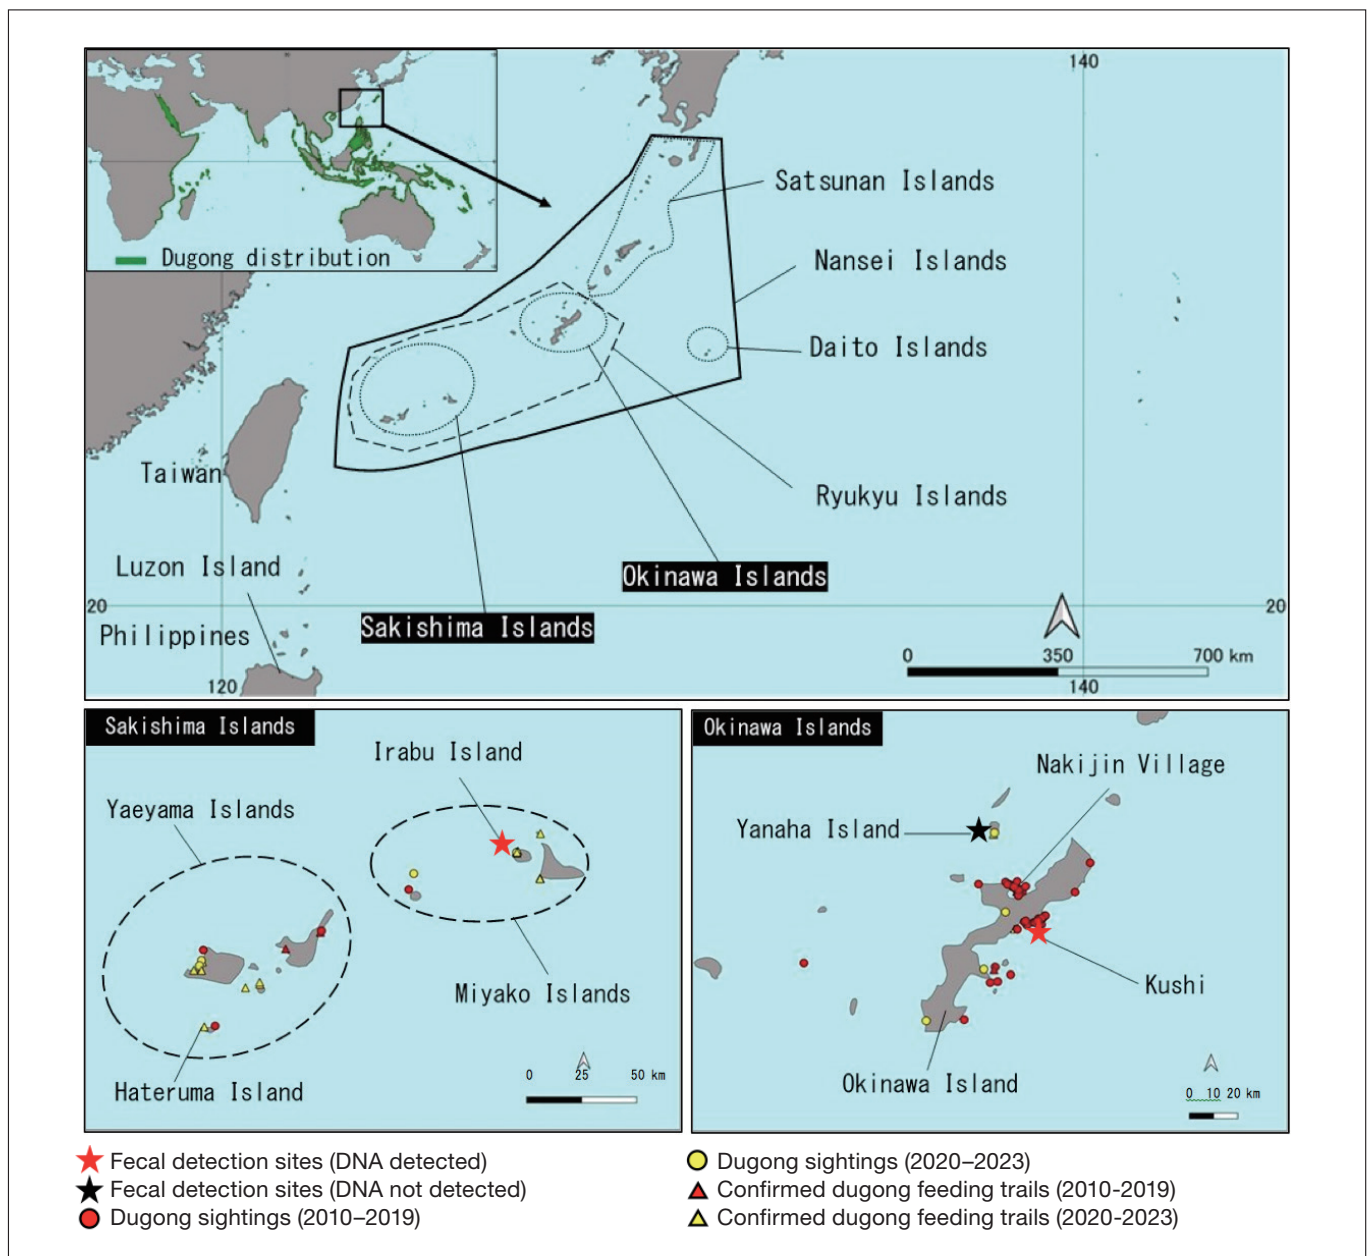 140
Satsunan Islands
Nansei Islands
Dugong distribution
Daito Islands
Taiwan
Ryukyu Islands
Luzon Island
Okinawa Islands
20
20
Sakishima Islands
Philippines
0 350 700 km
120
140
Sakishima Islands
Irabu Island
Yaeyama Islands
Miyako Islands
Hateruma Island
0 25 50 km
Okinawa Islands
Nakijin Village
Yanaha Island
Kushi
Okinawa Island
0 10 20 km
Fecal detection sites (DNA detected)
Fecal detection sites (DNA not detected)
Dugong sightings (2010–2019)
Dugong sightings (2020–2023)
Confirmed dugong feeding trails (2010-2019)
Confirmed dugong feeding trails (2020-2023)